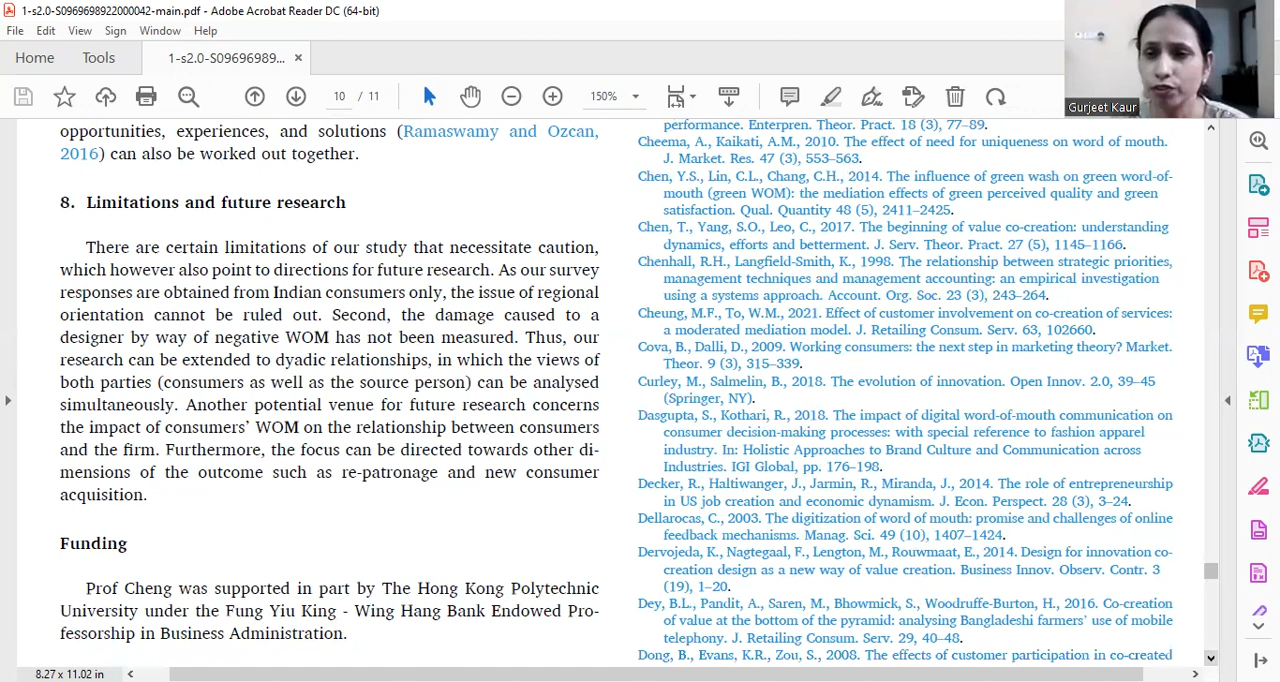 1-s2.0-S0969698922000042-main.pdf - Adobe Acrobat Reader DC (64-bit)
File Edit View Sign Window Help
Home Tools 1-s2.0-S09696989... ×
10 / 11 150%
Gurjeet Kaur
opportunities, experiences, and solutions (Ramaswamy and Ozcan,
2016) can also be worked out together.
8. Limitations and future research
There are certain limitations of our study that necessitate caution,
which however also point to directions for future research. As our survey
responses are obtained from Indian consumers only, the issue of regional
orientation cannot be ruled out. Second, the damage caused to a
designer by way of negative WOM has not been measured. Thus, our
research can be extended to dyadic relationships, in which the views of
both parties (consumers as well as the source person) can be analysed
simultaneously. Another potential venue for future research concerns
the impact of consumers' WOM on the relationship between consumers
and the firm. Furthermore, the focus can be directed towards other di-
mensions of the outcome such as re-patronage and new consumer
acquisition.
Funding
Prof Cheng was supported in part by The Hong Kong Polytechnic
University under the Fung Yiu King - Wing Hang Bank Endowed Pro-
fessorship in Business Administration.
performance. Enterpren. Theor. Pract. 18 (3), 77–89.
Cheema, A., Kaikati, A.M., 2010. The effect of need for uniqueness on word of mouth.
J. Market. Res. 47 (3), 553–563.
Chen, Y.S., Lin, C.L., Chang, C.H., 2014. The influence of green wash on green word-of-
mouth (green WOM): the mediation effects of green perceived quality and green
satisfaction. Qual. Quantity 48 (5), 2411–2425.
Chen, T., Yang, S.O., Leo, C., 2017. The beginning of value co-creation: understanding
dynamics, efforts and betterment. J. Serv. Theor. Pract. 27 (5), 1145–1166.
Chenhall, R.H., Langfield-Smith, K., 1998. The relationship between strategic priorities,
management techniques and management accounting: an empirical investigation
using a systems approach. Account. Org. Soc. 23 (3), 243–264.
Cheung, M.F., To, W.M., 2021. Effect of customer involvement on co-creation of services:
a moderated mediation model. J. Retailing Consum. Serv. 63, 102660.
Cova, B., Dalli, D., 2009. Working consumers: the next step in marketing theory? Market.
Theor. 9 (3), 315–339.
Curley, M., Salmelin, B., 2018. The evolution of innovation. Open Innov. 2.0, 39–45
(Springer, NY).
Dasgupta, S., Kothari, R., 2018. The impact of digital word-of-mouth communication on
consumer decision-making processes: with special reference to fashion apparel
industry. In: Holistic Approaches to Brand Culture and Communication across
Industries. IGI Global, pp. 176–198.
Decker, R., Haltiwanger, J., Jarmin, R., Miranda, J., 2014. The role of entrepreneurship
in US job creation and economic dynamism. J. Econ. Perspect. 28 (3), 3–24.
Dellarocas, C., 2003. The digitization of word of mouth: promise and challenges of online
feedback mechanisms. Manag. Sci. 49 (10), 1407–1424.
Dervojeda, K., Nagtegaal, F., Lengton, M., Rouwmaat, E., 2014. Design for innovation co-
creation design as a new way of value creation. Business Innov. Observ. Contr. 3
(19), 1–20.
Dey, B.L., Pandit, A., Saren, M., Bhowmick, S., Woodruffe-Burton, H., 2016. Co-creation
of value at the bottom of the pyramid: analysing Bangladeshi farmers' use of mobile
telephony. J. Retailing Consum. Serv. 29, 40–48.
Dong, B., Evans, K.R., Zou, S., 2008. The effects of customer participation in co-created
8.27 x 11.02 in